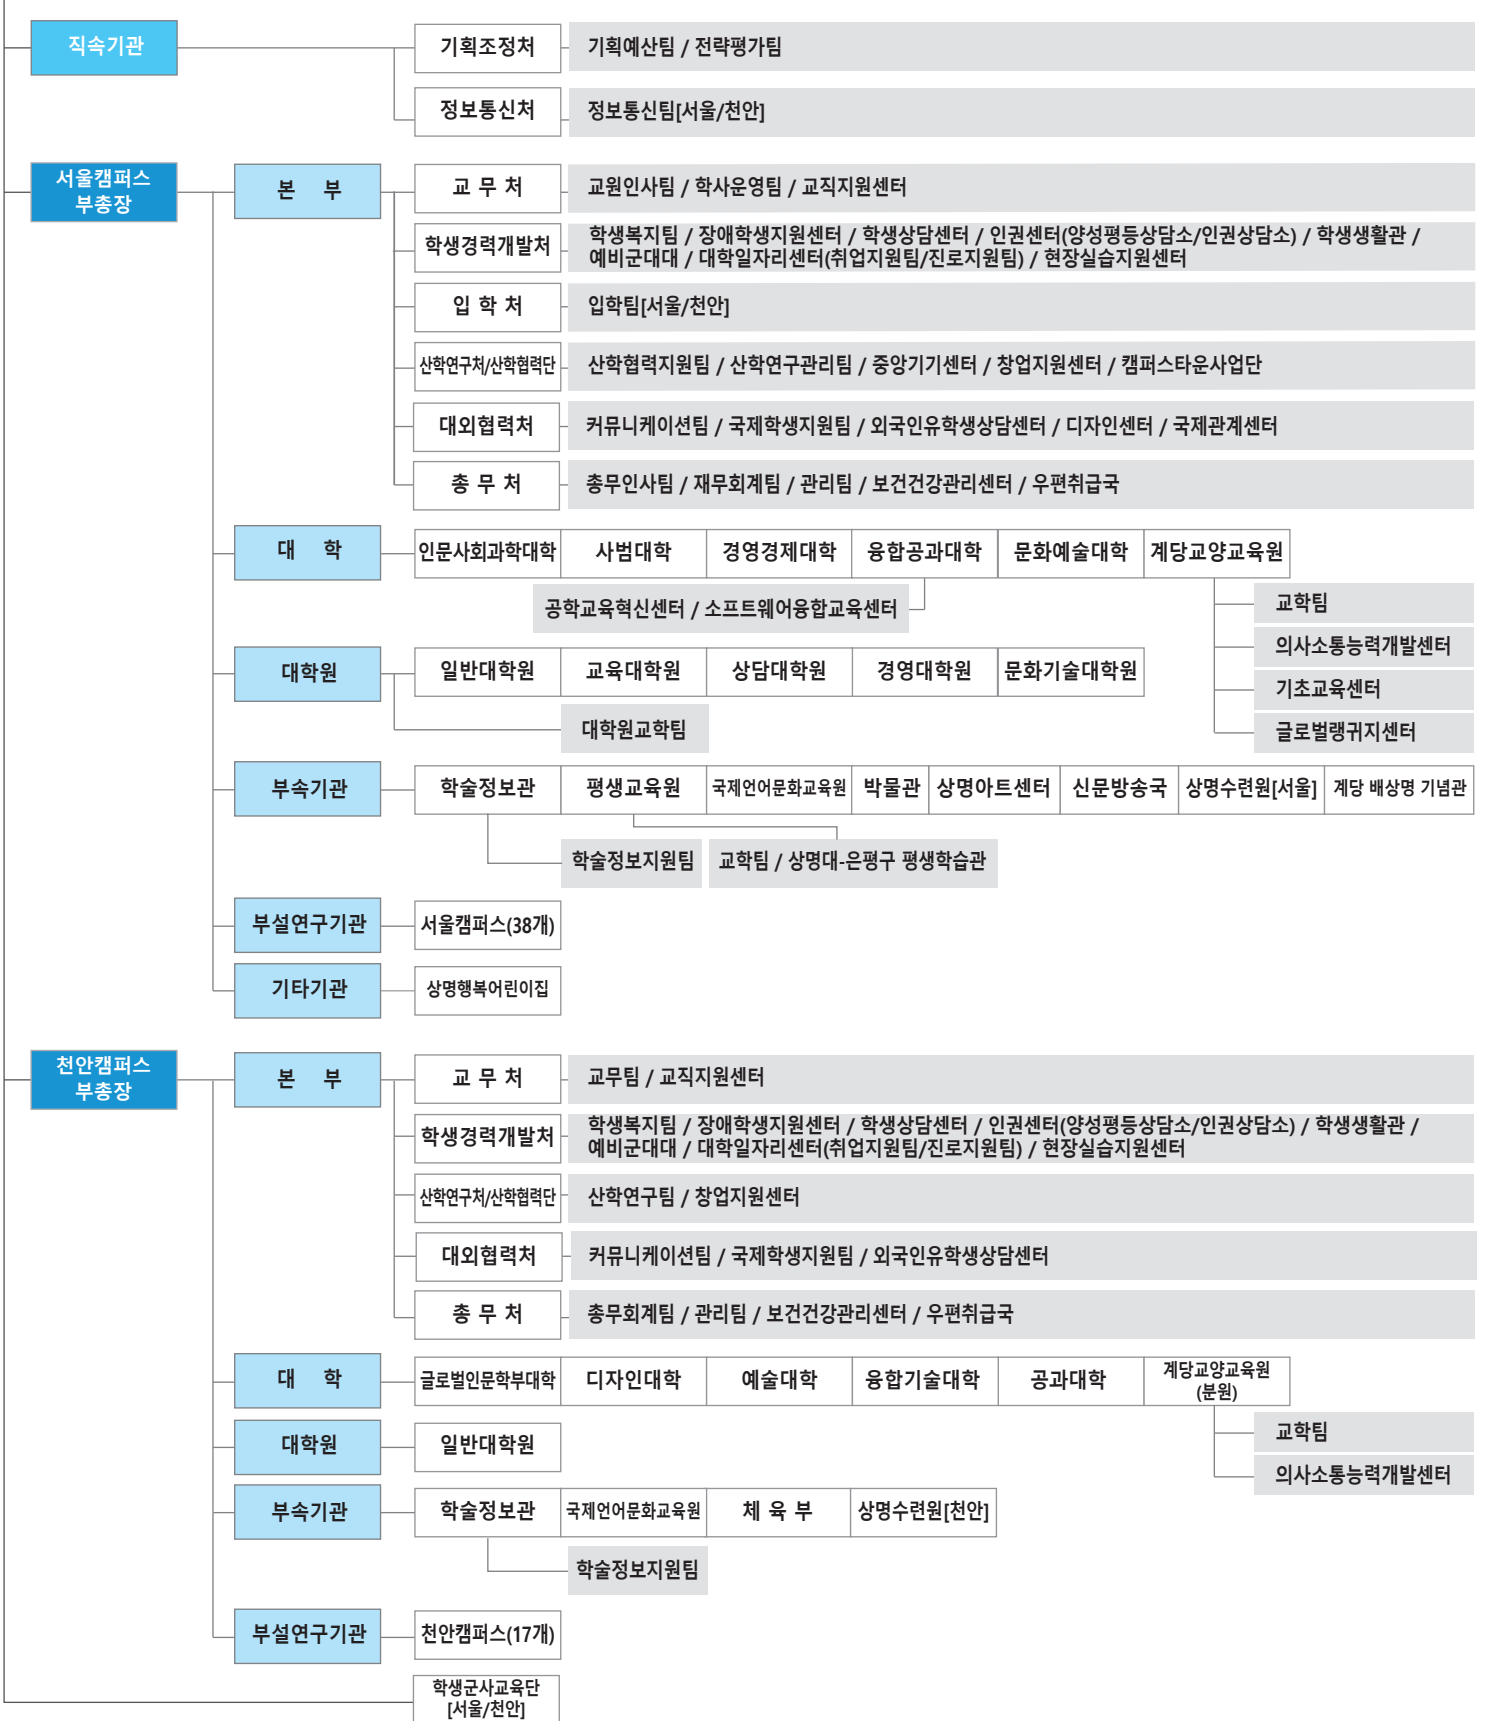 직속기관
기획조정처
기획예산팀 / 전략평가팀
정보통신처
정보통신팀[서울/천안]
서울캠퍼스
부총장
본 부
교 무 처
교원인사팀 / 학사운영팀 / 교직지원센터
학생경력개발처
학생복지팀 / 장애학생지원센터 / 학생상담센터 / 인권센터(양성평등상담소/인권상담소) / 학생생활관 /
예비군대대 / 대학일자리센터(취업지원팀/진로지원팀) / 현장실습지원센터
입 학 처
입학팀[서울/천안]
산학연구처/산학협력단
산학협력지원팀 / 산학연구관리팀 / 중앙기기센터 / 창업지원센터 / 캠퍼스타운사업단
대외협력처
커뮤니케이션팀 / 국제학생지원팀 / 외국인유학생상담센터 / 디자인센터 / 국제관계센터
총 무 처
총무인사팀 / 재무회계팀 / 관리팀 / 보건건강관리센터 / 우편취급국
대 학
인문사회과학대학
사범대학
경영경제대학
융합공과대학
문화예술대학
계당교양교육원
공학교육혁신센터 / 소프트웨어융합교육센터
교학팀
의사소통능력개발센터
기초교육센터
글로벌랭귀지센터
대학원
일반대학원
교육대학원
상담대학원
경영대학원
문화기술대학원
대학원교학팀
부속기관
학술정보관
평생교육원
국제언어문화교육원
박물관
상명아트센터
신문방송국
상명수련원[서울]
계당 배상명 기념관
학술정보지원팀
교학팀 / 상명대-은평구 평생학습관
부설연구기관
서울캠퍼스(38개)
기타기관
상명행복어린이집
천안캠퍼스
부총장
본 부
교 무 처
교무팀 / 교직지원센터
학생경력개발처
학생복지팀 / 장애학생지원센터 / 학생상담센터 / 인권센터(양성평등상담소/인권상담소) / 학생생활관 /
예비군대대 / 대학일자리센터(취업지원팀/진로지원팀) / 현장실습지원센터
산학연구처/산학협력단
산학연구팀 / 창업지원센터
대외협력처
커뮤니케이션팀 / 국제학생지원팀 / 외국인유학생상담센터
총 무 처
총무회계팀 / 관리팀 / 보건건강관리센터 / 우편취급국
대 학
글로벌인문학부대학
디자인대학
예술대학
융합기술대학
공과대학
계당교양교육원
(분원)
교학팀
의사소통능력개발센터
대학원
일반대학원
부속기관
학술정보관
국제언어문화교육원
체 육 부
상명수련원[천안]
학술정보지원팀
부설연구기관
천안캠퍼스(17개)
학생군사교육단
[서울/천안]